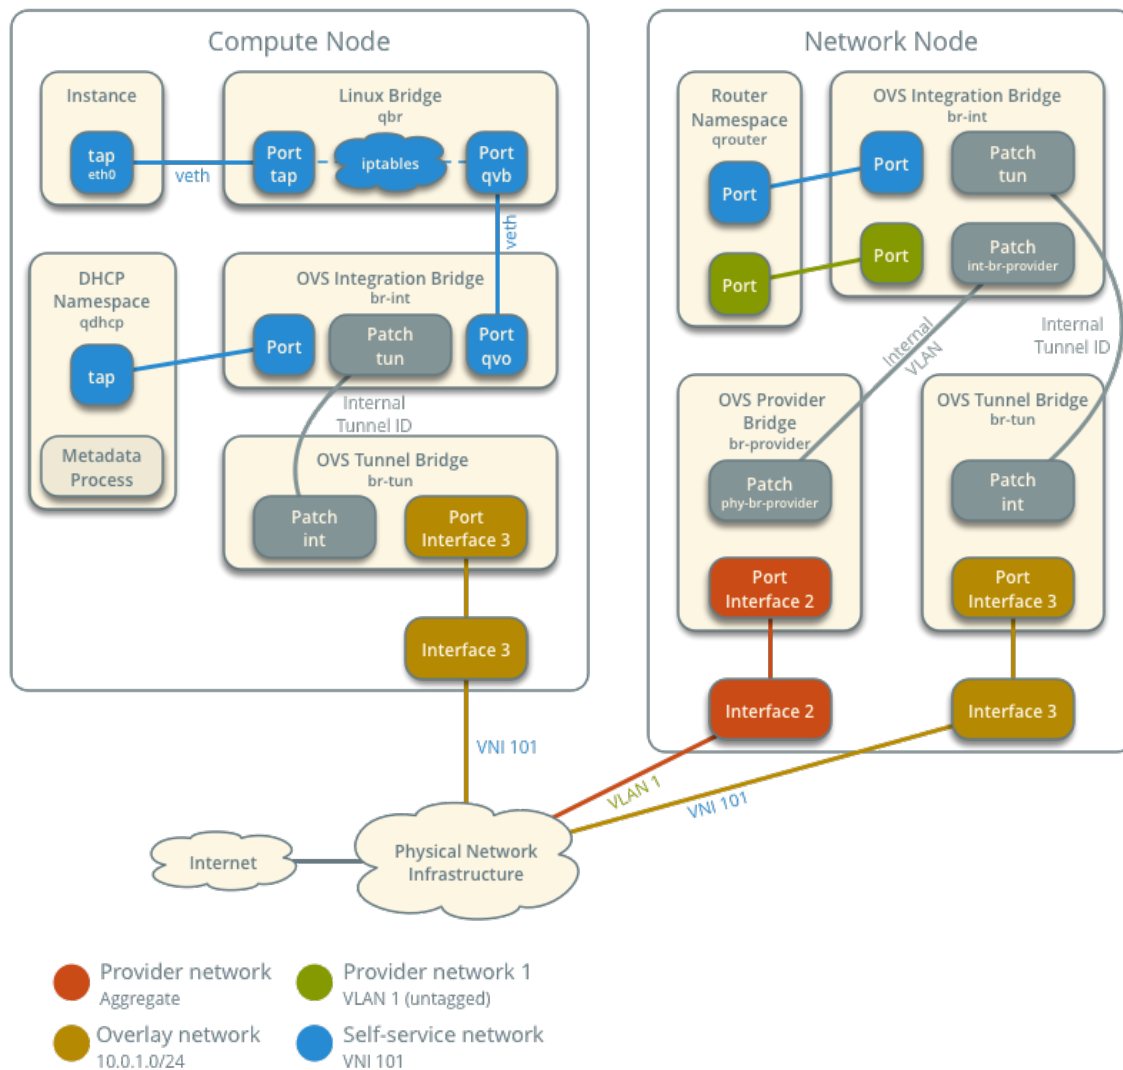 Compute Node
Instance
tap
eth0
veth
Linux Bridge
qbr
Port
tap
iptables
Port
qvb
veth
DHCP
Namespace
qdhcp
tap
Metadata
Process
OVS Integration Bridge
br-int
Port
Patch
tun
Port
qvo
Internal
Tunnel ID
OVS Tunnel Bridge
br-tun
Patch
int
Port
Interface 3
Interface 3
VNI 101
Network Node
Router
Namespace
qrouter
Port
Port
OVS Integration Bridge
br-int
Port
Patch
tun
Port
Patch
int-br-provider
Internal
VLAN
Internal
Tunnel ID
OVS Provider
Bridge
br-provider
Patch
phy-br-provider
Port
Interface 2
Interface 2
OVS Tunnel Bridge
br-tun
Patch
int
Port
Interface 3
Interface 3
VLAN 1
VNI 101
Internet
Physical Network
Infrastructure
Provider network
Aggregate
Provider network 1
VLAN 1 (untagged)
Overlay network
10.0.1.0/24
Self-service network
VNI 101